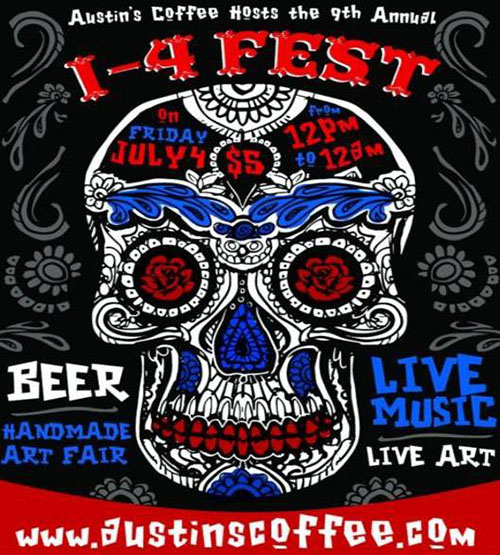 Austin's Coffee Hosts the 9th Annual
I-4 FEST
on
FRIDAY
JULY 4
$5
from
12PM
to 12am
BEER
HANDMADE
ART FAIR
LIVE
MUSIC
LIVE ART
www.austinscoffee.com